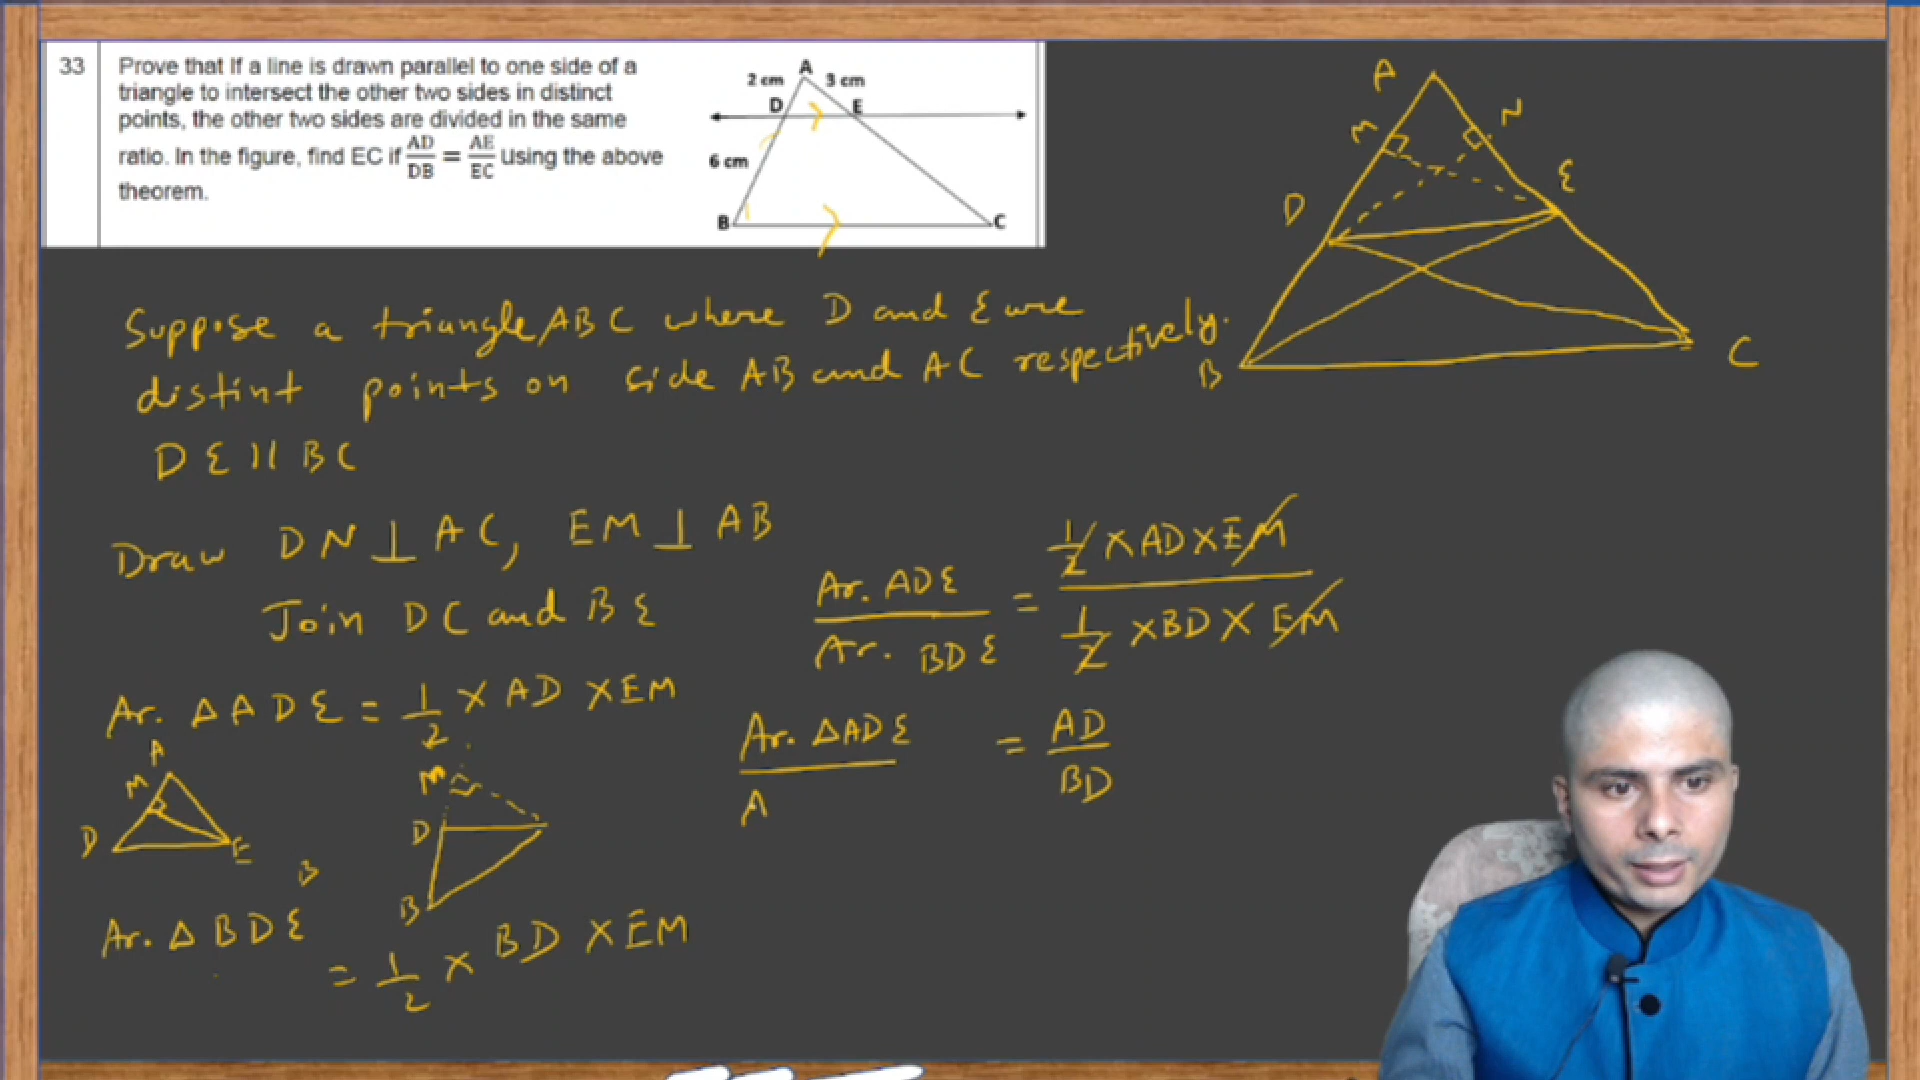 33
Prove that If a line is drawn parallel to one side of a
triangle to intersect the other two sides in distinct
points, the other two sides are divided in the same
ratio. In the figure, find EC if AD/DB = AE/EC Using the above
theorem.
A
2 cm 3 cm
D E
6 cm
B C
A
M N
D E
B C
Suppose a triangle ABC where D and E are
distint points on side AB and AC respectively.
DE || BC
Draw DN ⊥ AC, EM ⊥ AB
Join DC and BE
Ar. △ADE = 1/2 × AD × EM
A
M
D E
B
M
D
B
Ar. △BDE
= 1/2 × BD × EM
Ar. ADE / Ar. BDE = 1/2 × AD × EM / 1/2 × BD × EM
Ar. △ADE / A = AD / BD